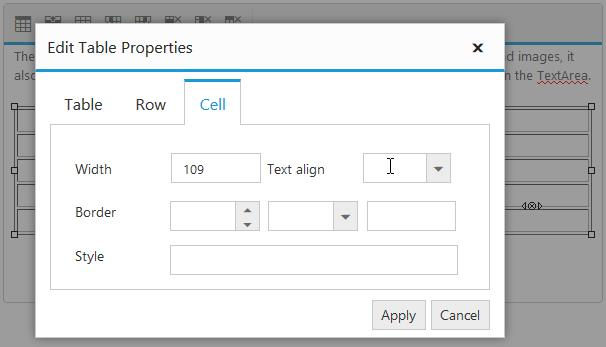 Edit Table Properties
x
The
d images, it
also
n the TextArea.
Table Row Cell
Width 109 Text align
Border
Style
Apply Cancel